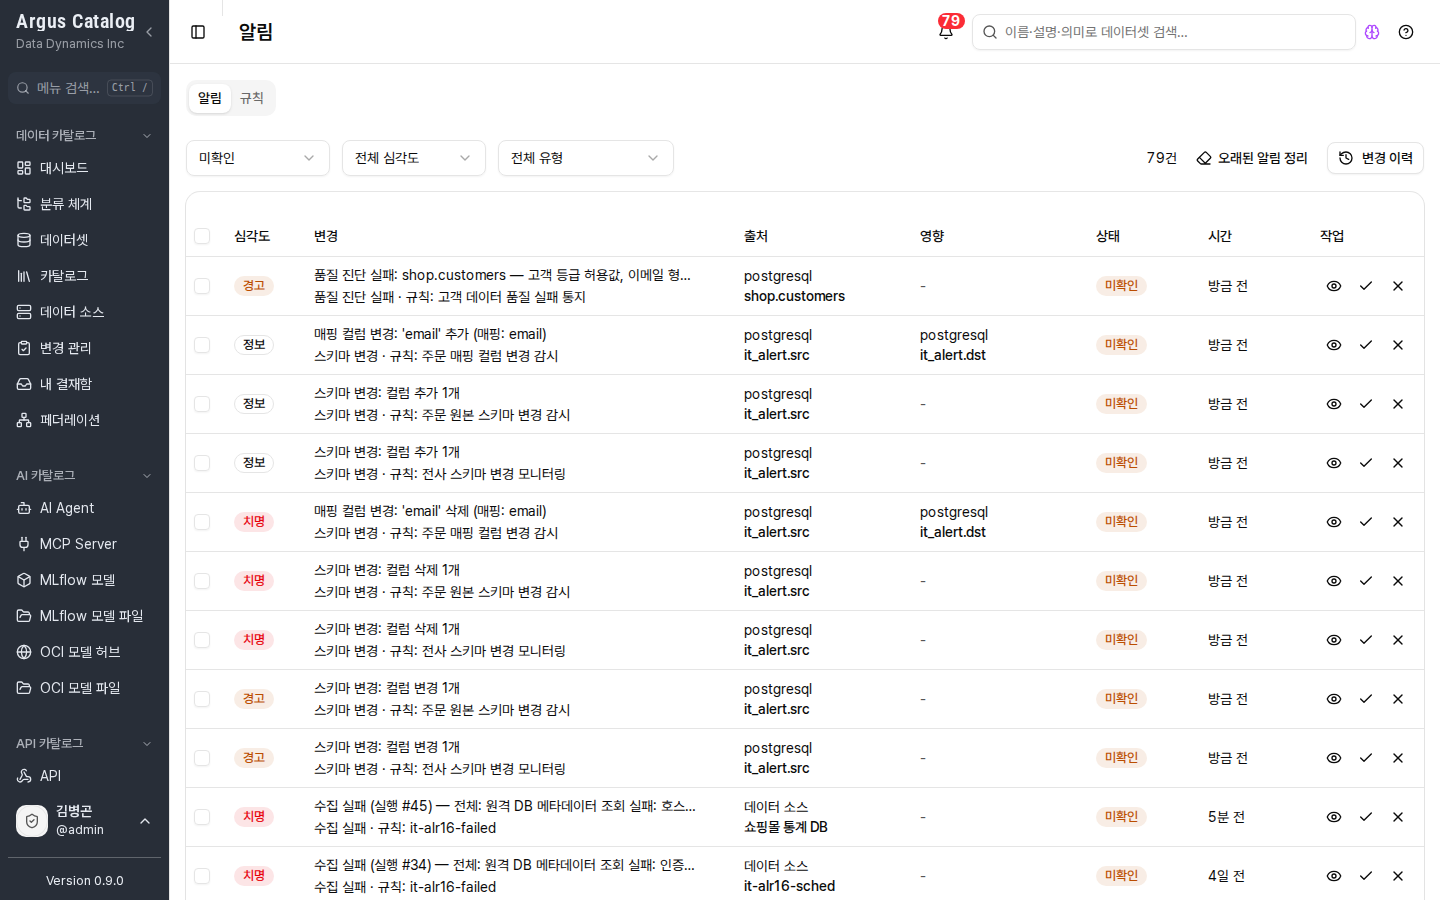 Argus Catalog
Data Dynamics Inc
메뉴 검색... Ctrl /
데이터 카탈로그
대시보드
분류 체계
데이터셋
카탈로그
데이터 소스
변경 관리
내 결재함
페더레이션
AI 카탈로그
AI Agent
MCP Server
MLflow 모델
MLflow 모델 파일
OCI 모델 허브
OCI 모델 파일
API 카탈로그
API
김병곤
@admin
Version 0.9.0
알림
79
이름·설명·의미로 데이터셋 검색...
알림 규칙
미확인 전체 심각도 전체 유형 79건 오래된 알림 정리 변경 이력
심각도 변경 출처 영향 상태 시간 작업
경고 품질 진단 실패: shop.customers — 고객 등급 허용값, 이메일 형... postgresql - 미확인 방금 전
품질 진단 실패 · 규칙: 고객 데이터 품질 실패 통지 shop.customers
정보 매핑 컬럼 변경: 'email' 추가 (매핑: email) postgresql postgresql 미확인 방금 전
스키마 변경 · 규칙: 주문 매핑 컬럼 변경 감시 it_alert.src it_alert.dst
정보 스키마 변경: 컬럼 추가 1개 postgresql - 미확인 방금 전
스키마 변경 · 규칙: 주문 원본 스키마 변경 감시 it_alert.src
정보 스키마 변경: 컬럼 추가 1개 postgresql - 미확인 방금 전
스키마 변경 · 규칙: 전사 스키마 변경 모니터링 it_alert.src
치명 매핑 컬럼 변경: 'email' 삭제 (매핑: email) postgresql postgresql 미확인 방금 전
스키마 변경 · 규칙: 주문 매핑 컬럼 변경 감시 it_alert.src it_alert.dst
치명 스키마 변경: 컬럼 삭제 1개 postgresql - 미확인 방금 전
스키마 변경 · 규칙: 주문 원본 스키마 변경 감시 it_alert.src
치명 스키마 변경: 컬럼 삭제 1개 postgresql - 미확인 방금 전
스키마 변경 · 규칙: 전사 스키마 변경 모니터링 it_alert.src
경고 스키마 변경: 컬럼 변경 1개 postgresql - 미확인 방금 전
스키마 변경 · 규칙: 주문 원본 스키마 변경 감시 it_alert.src
경고 스키마 변경: 컬럼 변경 1개 postgresql - 미확인 방금 전
스키마 변경 · 규칙: 전사 스키마 변경 모니터링 it_alert.src
치명 수집 실패 (실행 #45) — 전체: 원격 DB 메타데이터 조회 실패: 호스... 데이터 소스 - 미확인 5분 전
수집 실패 · 규칙: it-alr16-failed 쇼핑몰 통계 DB
치명 수집 실패 (실행 #34) — 전체: 원격 DB 메타데이터 조회 실패: 인증... 데이터 소스 - 미확인 4일 전
수집 실패 · 규칙: it-alr16-failed it-alr16-sched